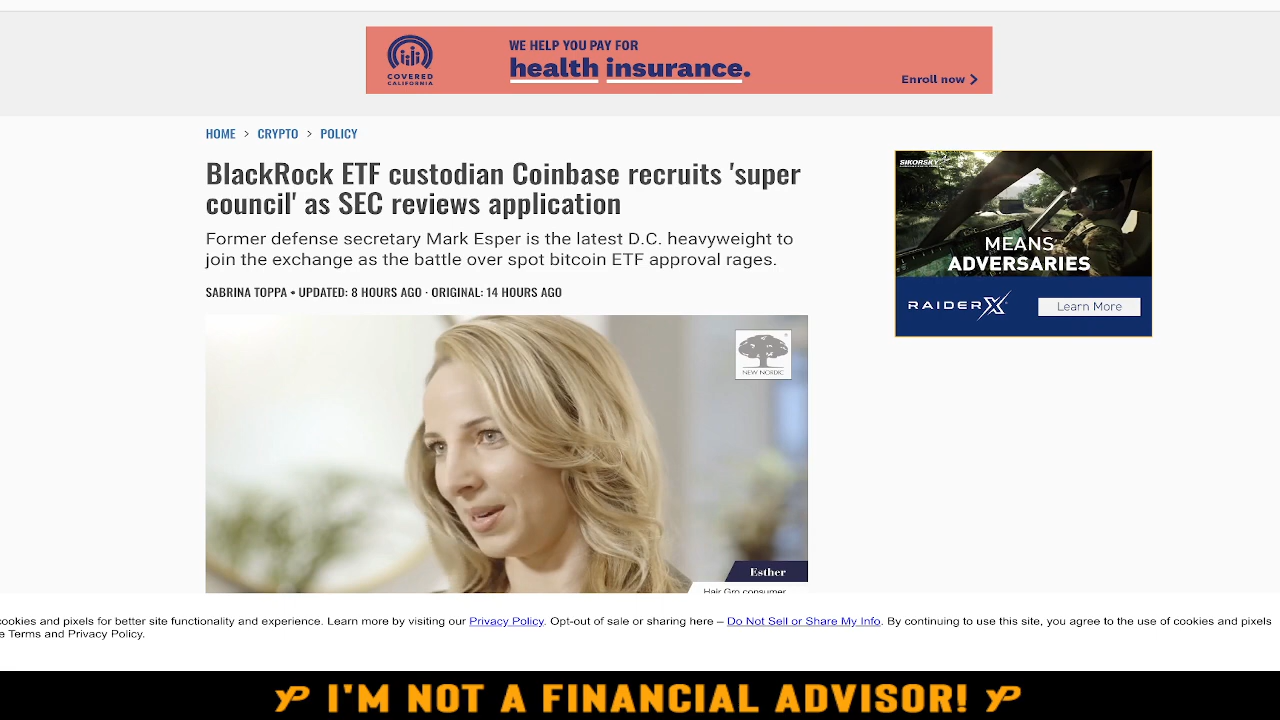 WE HELP YOU PAY FOR
health insurance.
COVERED
CALIFORNIA
Enroll now
HOME > CRYPTO > POLICY
BlackRock ETF custodian Coinbase recruits 'super
council' as SEC reviews application
Former defense secretary Mark Esper is the latest D.C. heavyweight to
join the exchange as the battle over spot bitcoin ETF approval rages.
SABRINA TOPPA • UPDATED: 8 HOURS AGO · ORIGINAL: 14 HOURS AGO
SIKORSKY
MEANS
ADVERSARIES
RAIDER X
Learn More
NEW NORDIC
Esther
Hair Gro consumer
cookies and pixels for better site functionality and experience. Learn more by visiting our Privacy Policy. Opt-out of sale or sharing here – Do Not Sell or Share My Info. By continuing to use this site, you agree to the use of cookies and pixels
e Terms and Privacy Policy.
YP I'M NOT A FINANCIAL ADVISOR! YP